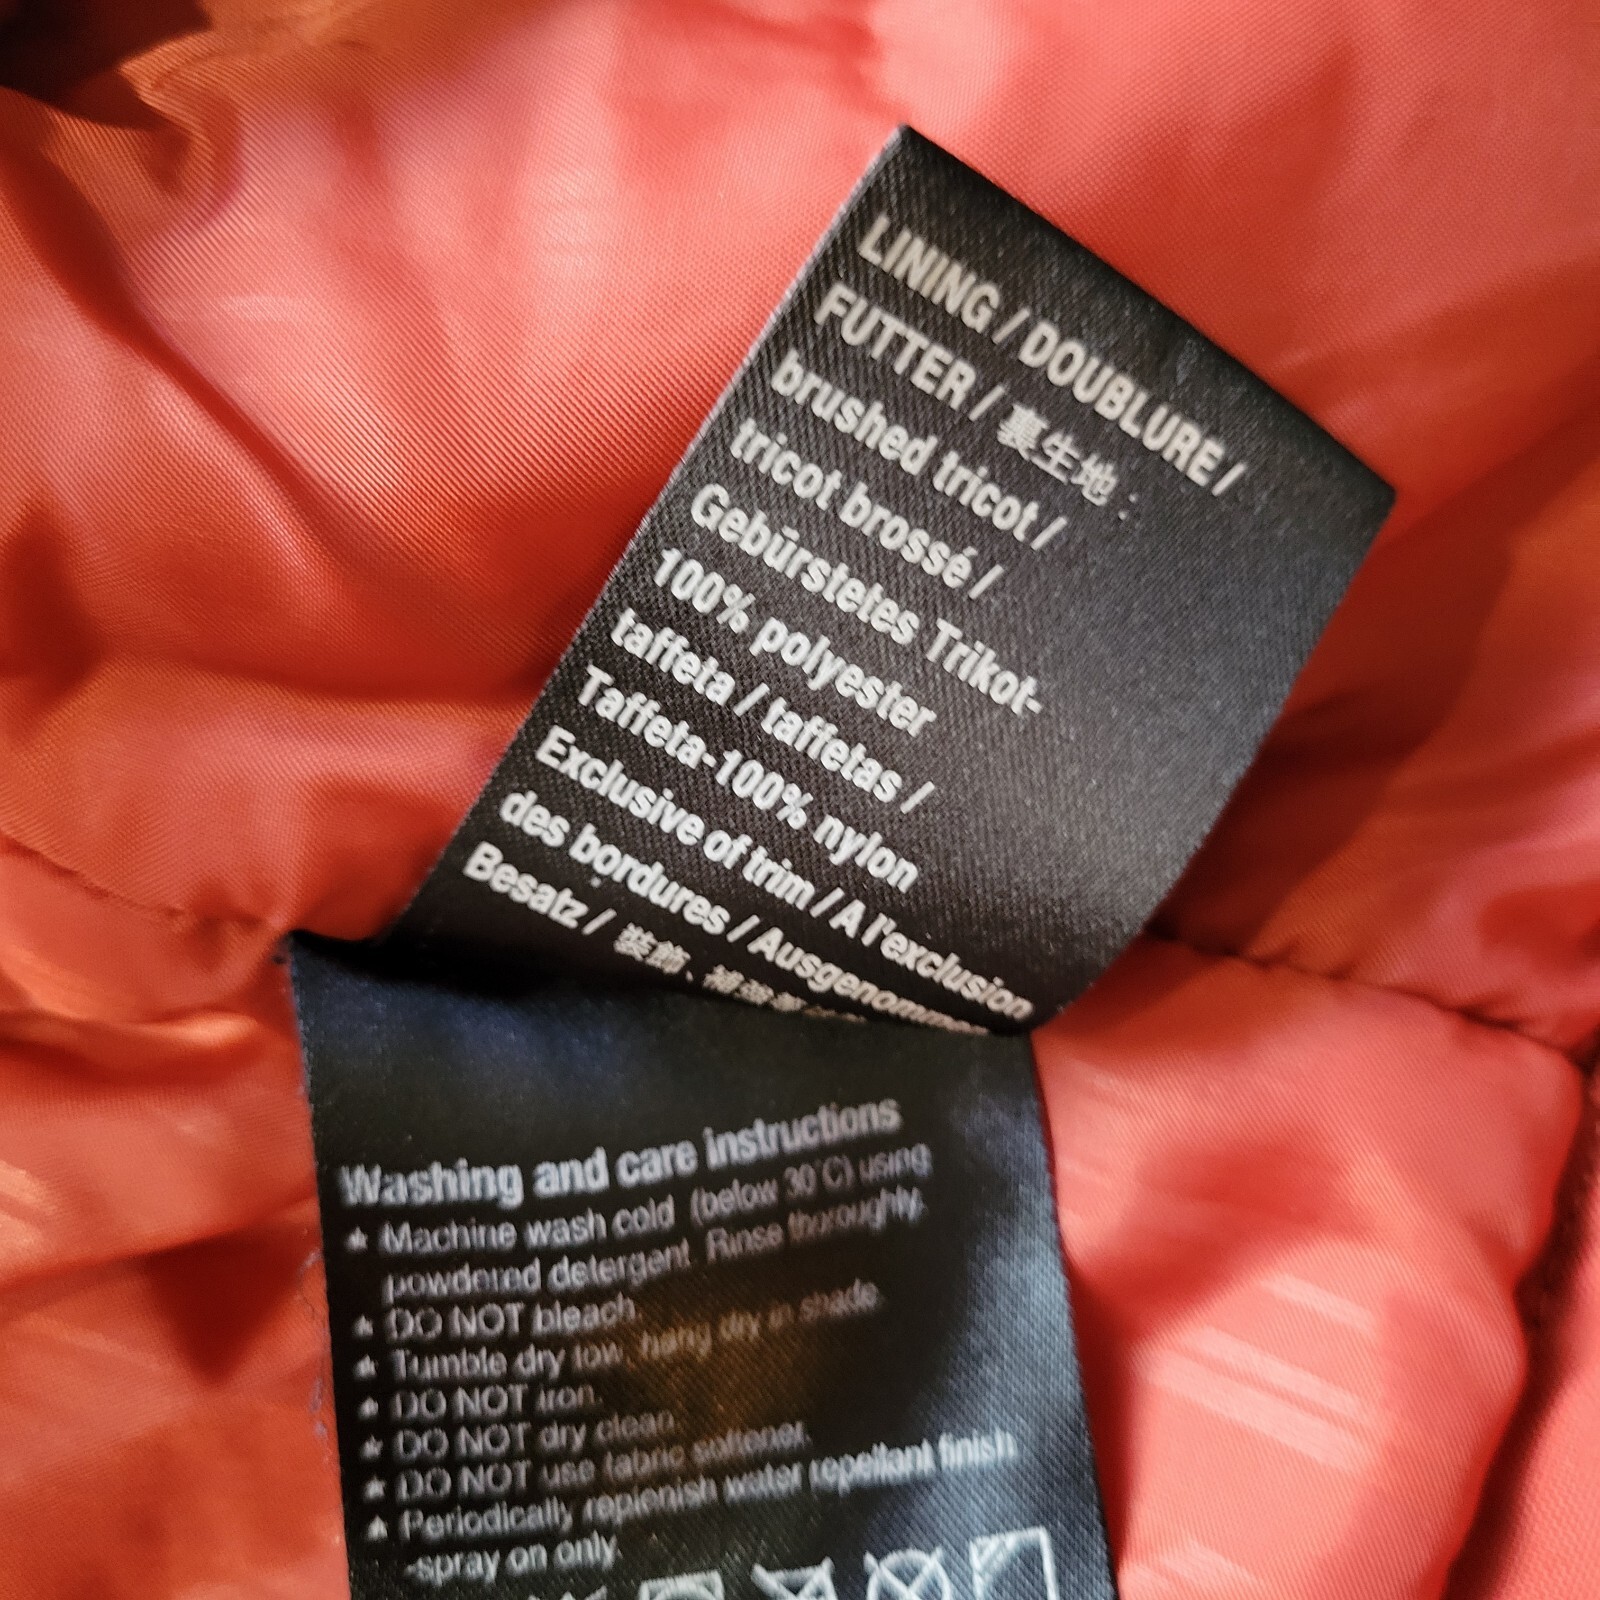 LINING / DOUBLURE /
FUTTER / 裏生地 :
brushed tricot /
tricot brossé /
Gebürstetes Trikot-
100% polyester
taffeta / taffetas /
Taffeta-100% nylon
Exclusive of trim / A l'exclusion
des bordures / Ausgenommen
Besatz / 装飾、補強
Washing and care instructions
★ Machine wash cold (below 30°C) using
powdered detergent. Rinse thoroughly.
★ DO NOT bleach.
★ Tumble dry low, hang dry in shade.
★ DO NOT iron.
★ DO NOT dry clean.
★ DO NOT use fabric softener.
★ Periodically replenish water repellant finish
-spray on only.